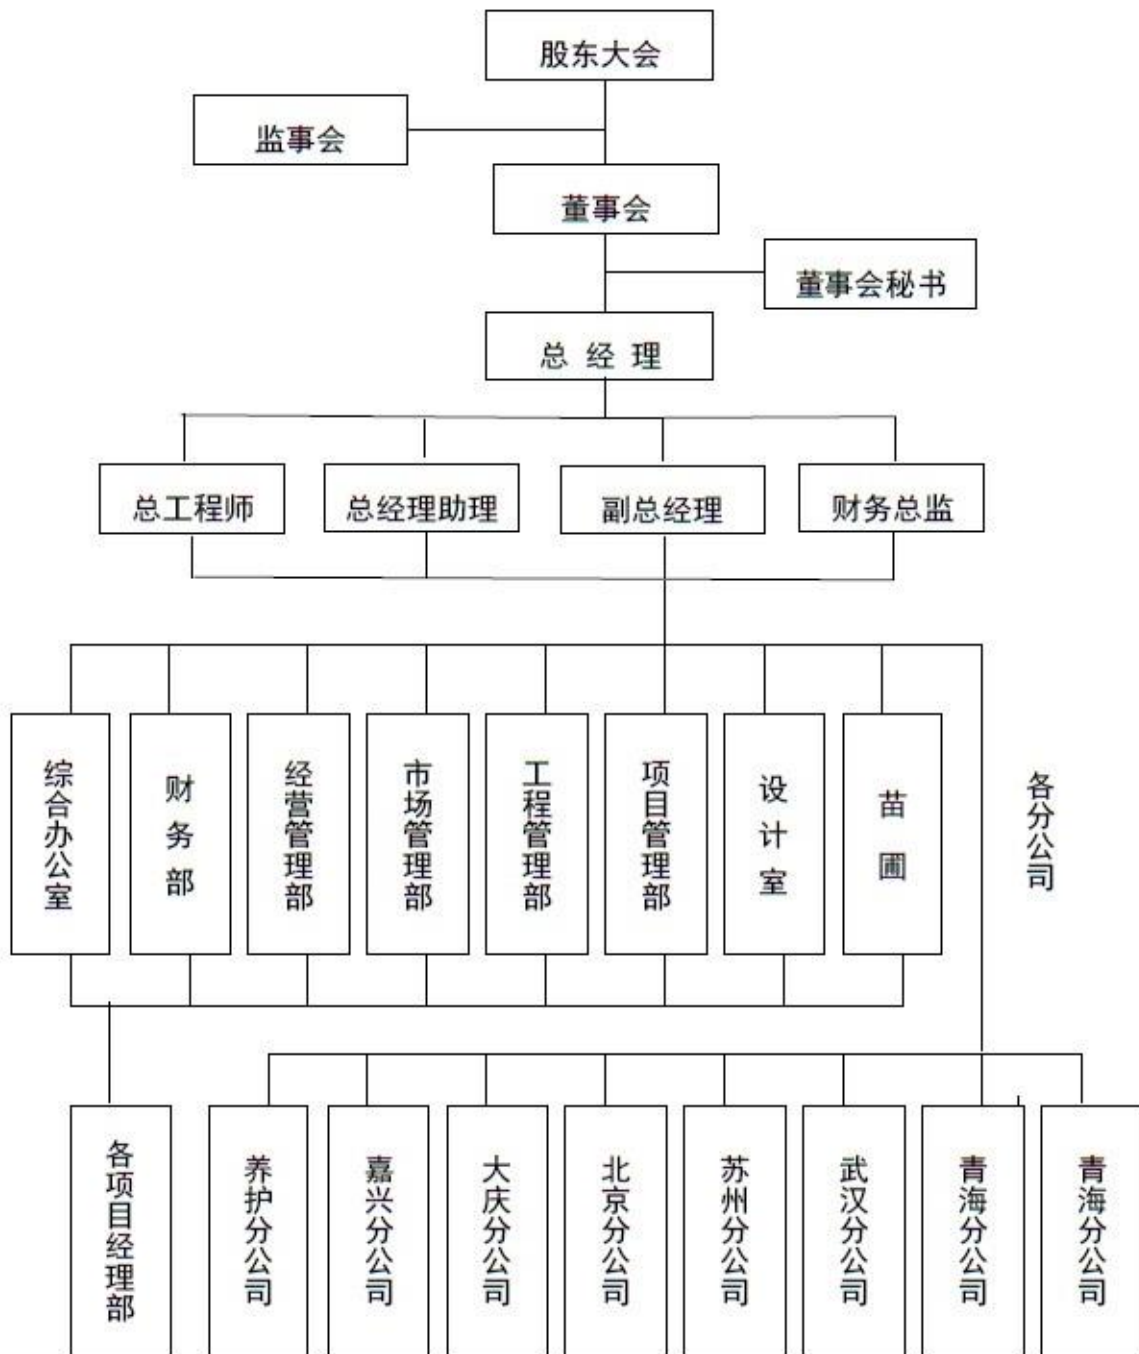 股东大会
监事会
董事会
董事会秘书
总 经 理
总工程师
总经理助理
副总经理
财务总监
综合办公室
财务部
经营管理部
市场管理部
工程管理部
项目管理部
设计室
苗圃
各分公司
各项目经理部
养护分公司
嘉兴分公司
大庆分公司
北京分公司
苏州分公司
武汉分公司
青海分公司
青海分公司